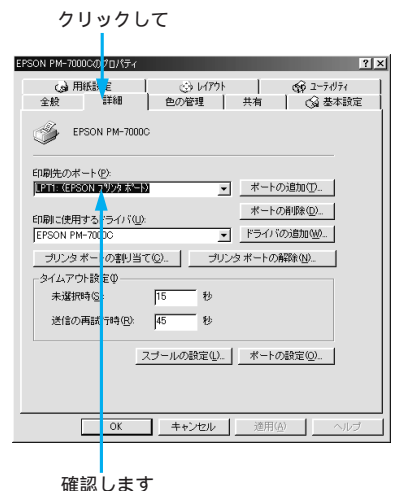 クリックして
EPSON PM-7000Cのプロパティ
用紙設定 レイアウト ユーティリティ
全般 詳細 色の管理 共有 基本設定
EPSON PM-7000C
印刷先のポート(P):
LPT1: (EPSON プリンタ ポート) ポートの追加(T)...
ポートの削除(D)...
印刷に使用するドライバ(U):
EPSON PM-7000C ドライバの追加(W)...
プリンタ ポートの割り当て(C)... プリンタ ポートの解除(N)...
タイムアウト設定
未選択時(S): 15 秒
送信の再試行時(R): 45 秒
スプールの設定(L)... ポートの設定(O)...
OK キャンセル 適用(A) ヘルプ
確認します